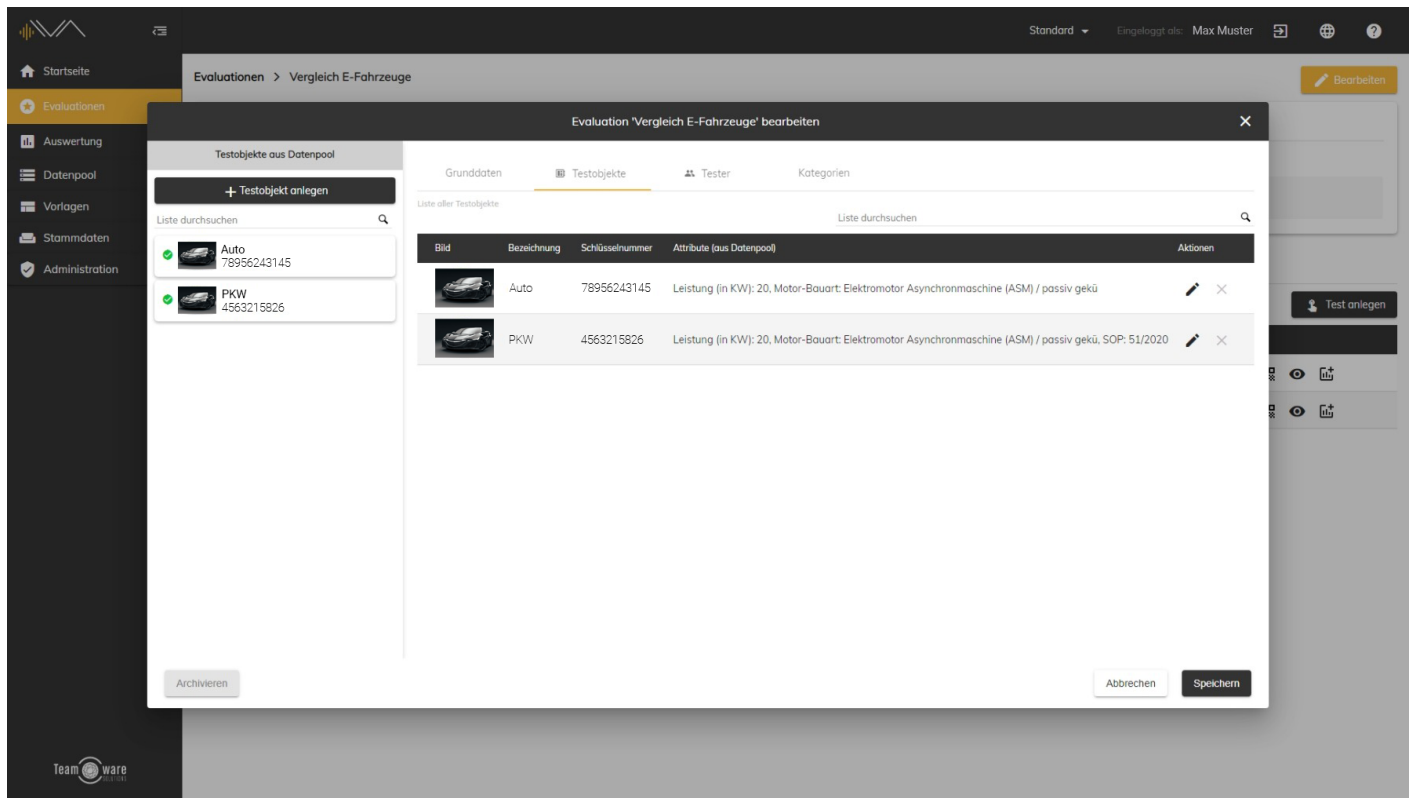 Standard
Eingeloggt als: Max Muster
Startseite
Evaluationen
Auswertung
Datenpool
Vorlagen
Stammdaten
Administration
Evaluationen > Vergleich E-Fahrzeuge
Bearbeiten
Evaluation 'Vergleich E-Fahrzeuge' bearbeiten
Testobjekte aus Datenpool
+ Testobjekt anlegen
Liste durchsuchen
Auto
78956243145
PKW
4563215826
Grunddaten Testobjekte Tester Kategorien
Liste aller Testobjekte
Liste durchsuchen
Bild Bezeichnung Schlüsselnummer Attribute (aus Datenpool) Aktionen
Auto 78956243145 Leistung (in KW): 20, Motor-Bauart: Elektromotor Asynchronmaschine (ASM) / passiv gekü
PKW 4563215826 Leistung (in KW): 20, Motor-Bauart: Elektromotor Asynchronmaschine (ASM) / passiv gekü, SOP: 51/2020
Test anlegen
Archivieren
Abbrechen
Speichern
Team ware